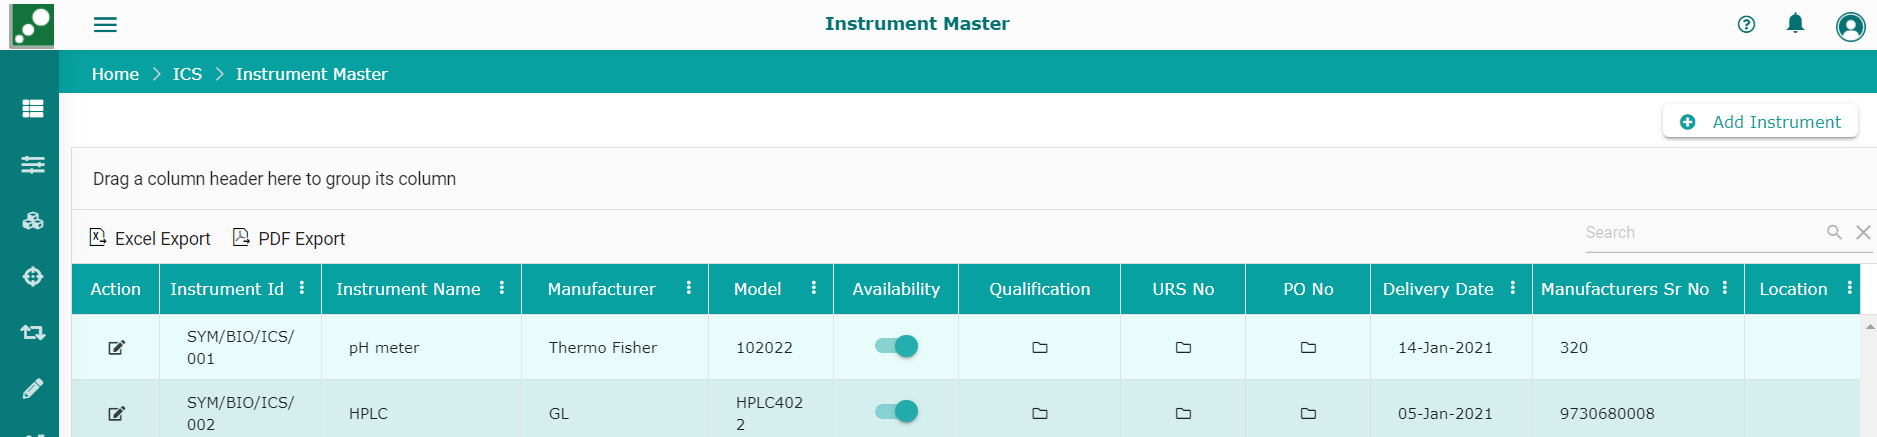 Instrument Master
Home > ICS > Instrument Master
Add Instrument
Drag a column header here to group its column
Excel Export PDF Export Search
Action Instrument Id Instrument Name Manufacturer Model Availability Qualification URS No PO No Delivery Date Manufacturers Sr No Location
SYM/BIO/ICS/
001 pH meter Thermo Fisher 102022 14-Jan-2021 320
SYM/BIO/ICS/ HPLC402
002 HPLC GL 2 05-Jan-2021 9730680008